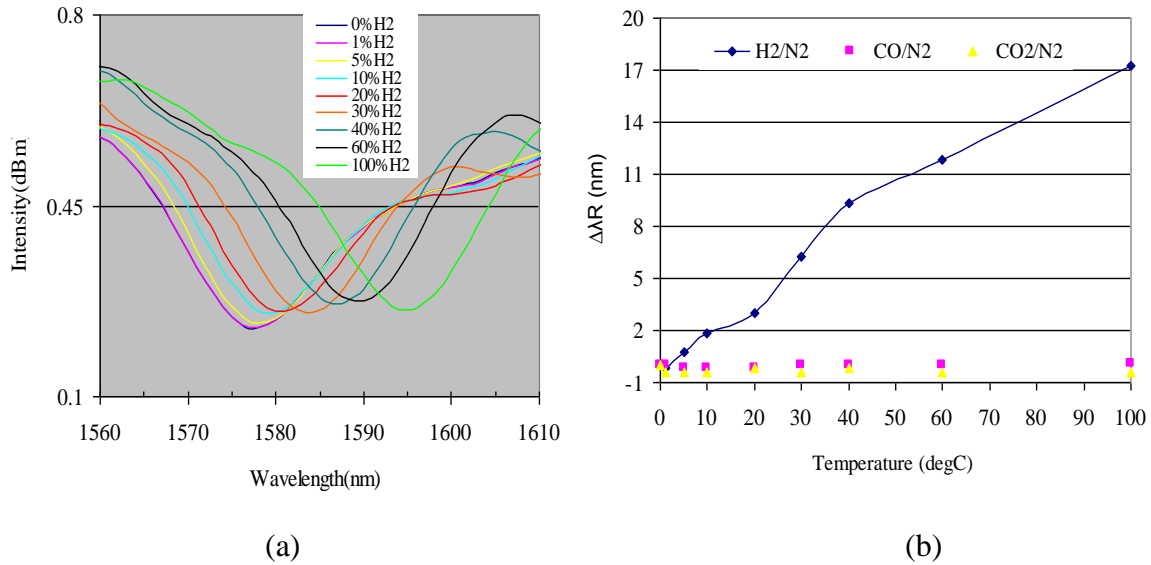 0.8
0.45
0.1
Intensity(dBm)
0%H2
1%H2
5%H2
10%H2
20%H2
30%H2
40%H2
60%H2
100%H2
1560 1570 1580 1590 1600 1610
Wavelength(nm)
(a)
20
17
14
11
8
5
2
-1
ΔλR (nm)
H2/N2 CO/N2 CO2/N2
0 10 20 30 40 50 60 70 80 90 100
Temperature (degC)
(b)